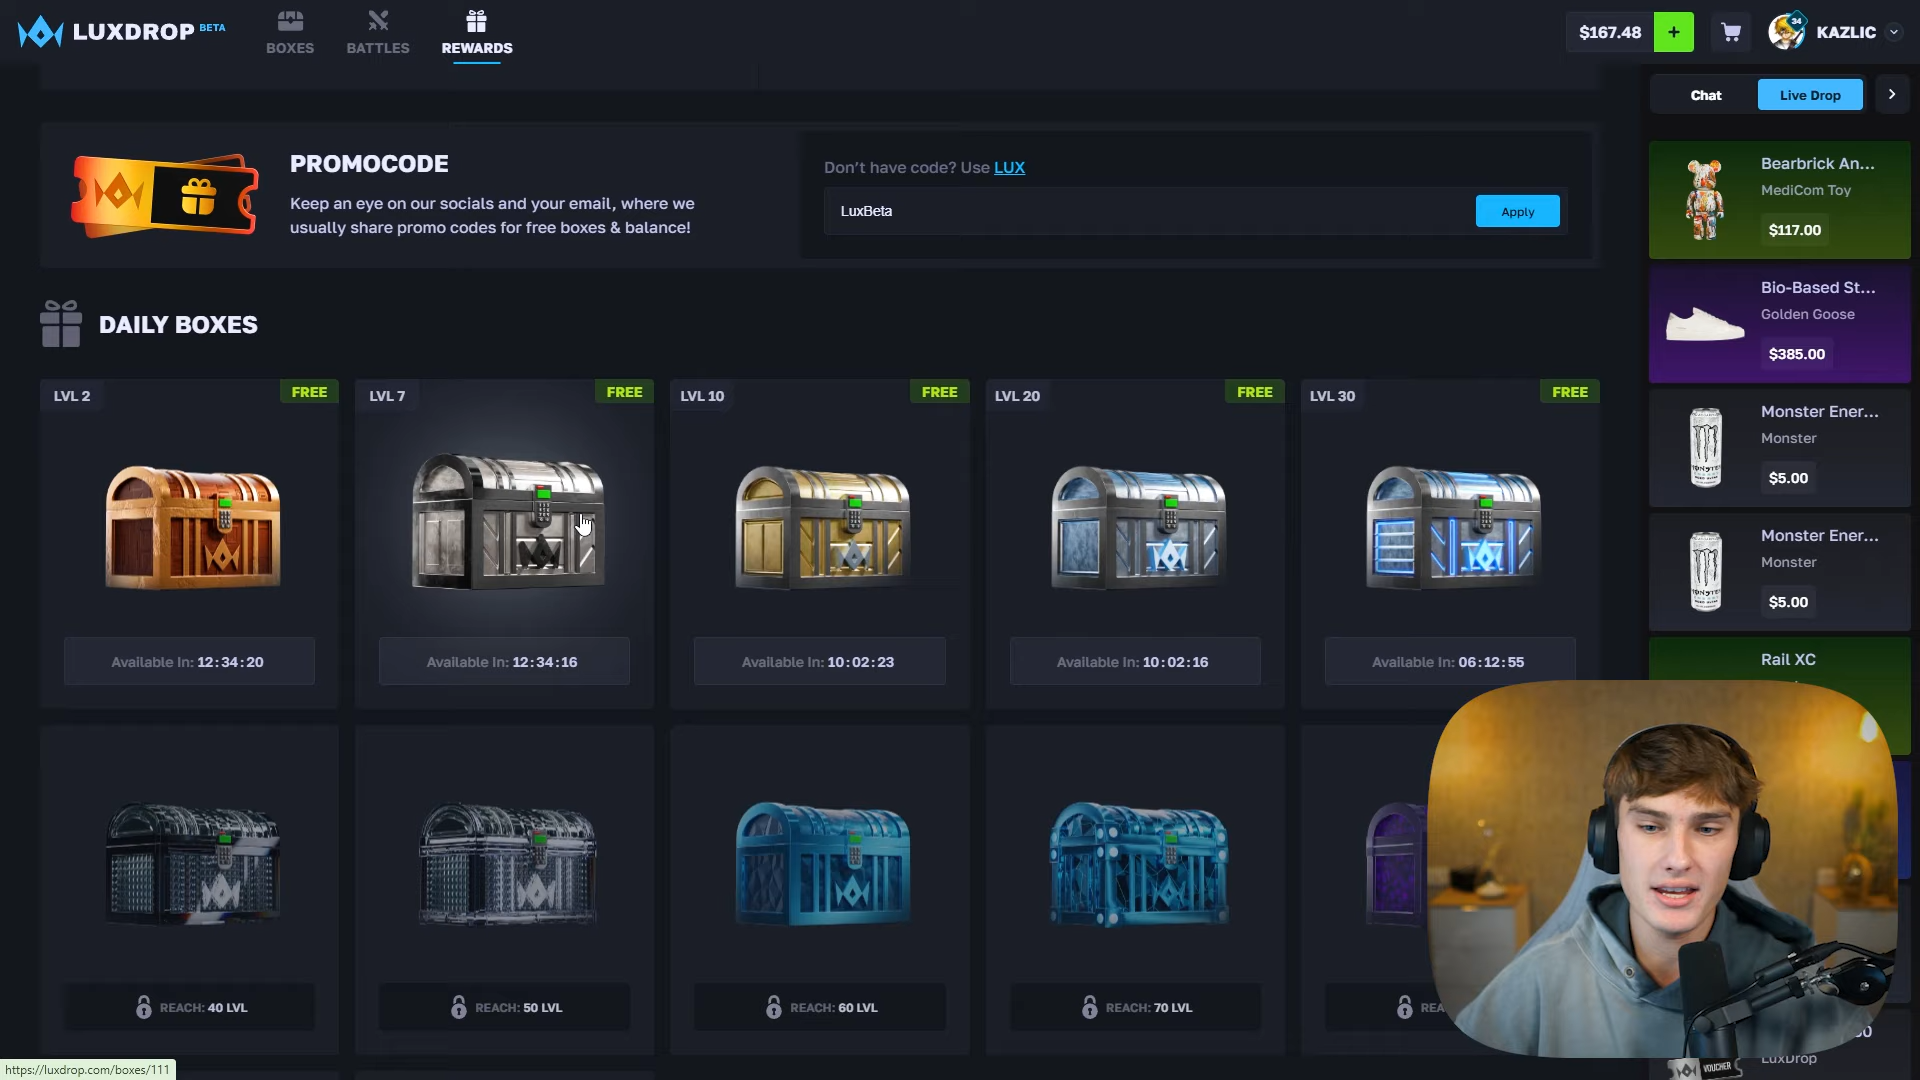 LUXDROP BETA
BOXES
BATTLES
REWARDS
$167.48
+
34
KAZLIC
Chat
Live Drop
PROMOCODE
Keep an eye on our socials and your email, where we
usually share promo codes for free boxes & balance!
Don't have code? Use LUX
LuxBeta
Apply
DAILY BOXES
LVL 2
FREE
LVL 7
FREE
LVL 10
FREE
LVL 20
FREE
LVL 30
FREE
Available In: 12:34:20
Available In: 12:34:16
Available In: 10:02:23
Available In: 10:02:16
Available In: 06:12:55
REACH: 40 LVL
REACH: 50 LVL
REACH: 60 LVL
REACH: 70 LVL
Bearbrick An...
MediCom Toy
$117.00
Bio-Based St...
Golden Goose
$385.00
Monster Ener...
Monster
$5.00
Monster Ener...
Monster
$5.00
Rail XC
LuxDrop
VOUCHER
https://luxdrop.com/boxes/111